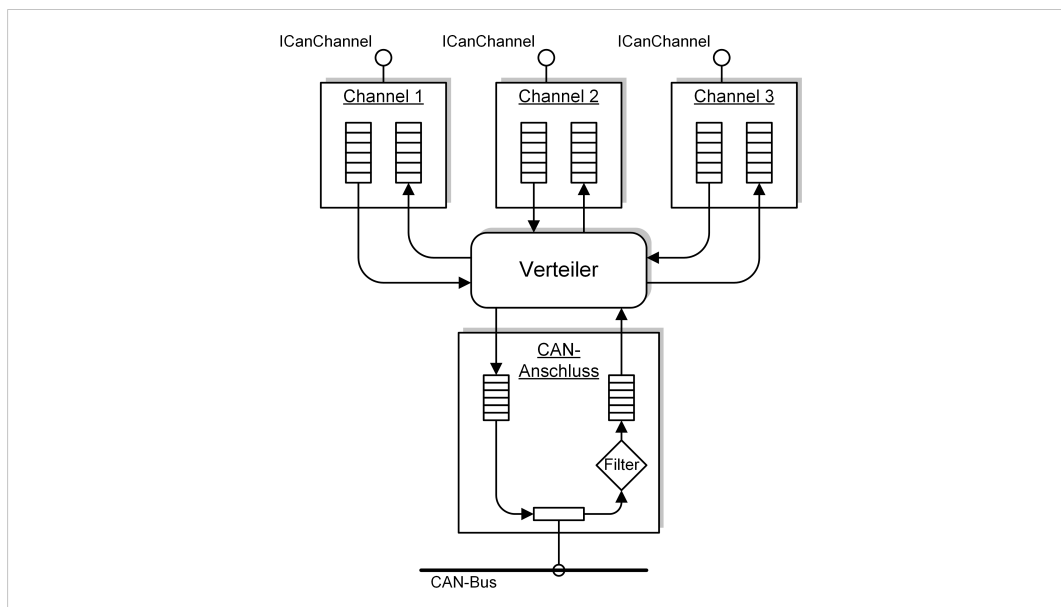 ICanChannel
ICanChannel
ICanChannel
Channel 1
Channel 2
Channel 3
Verteiler
CAN-
Anschluss
Filter
CAN-Bus